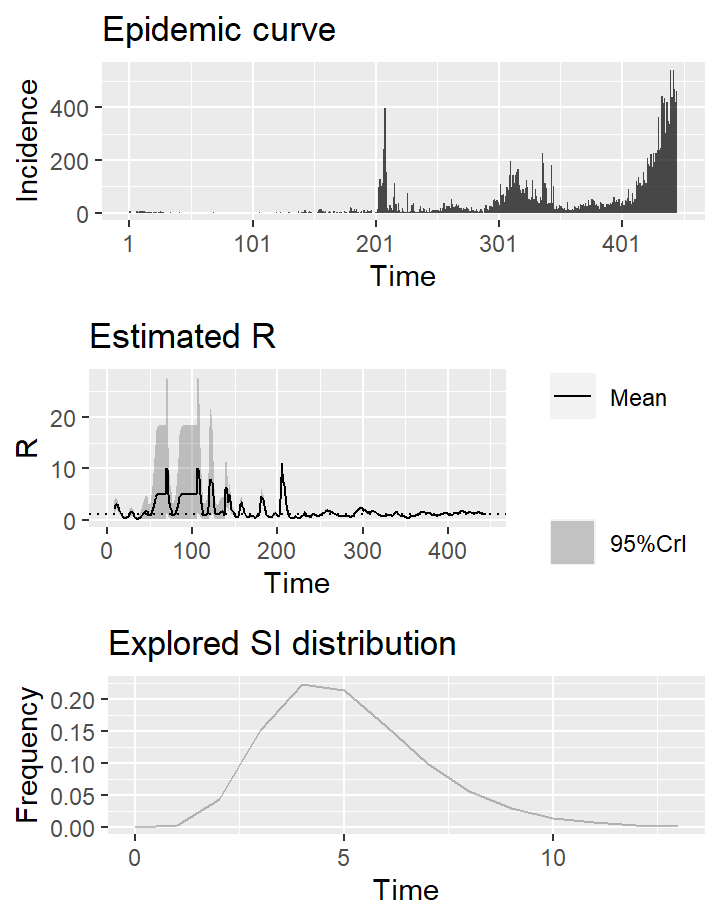 Epidemic curve
Incidence
400
200
0
1 101 201 301 401
Time
Estimated R
R
20
10
0
0 100 200 300 400
Time
Mean
95%CrI
Explored SI distribution
Frequency
0.20
0.15
0.10
0.05
0.00
0 5 10
Time